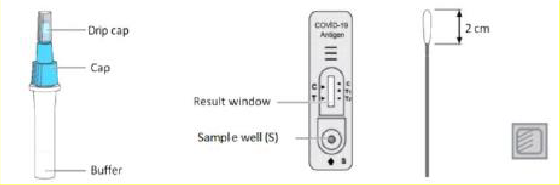 Drip cap
Cap
Buffer
COVID-19
Antigen
C
T
Result window
Sample well (S)
2 cm